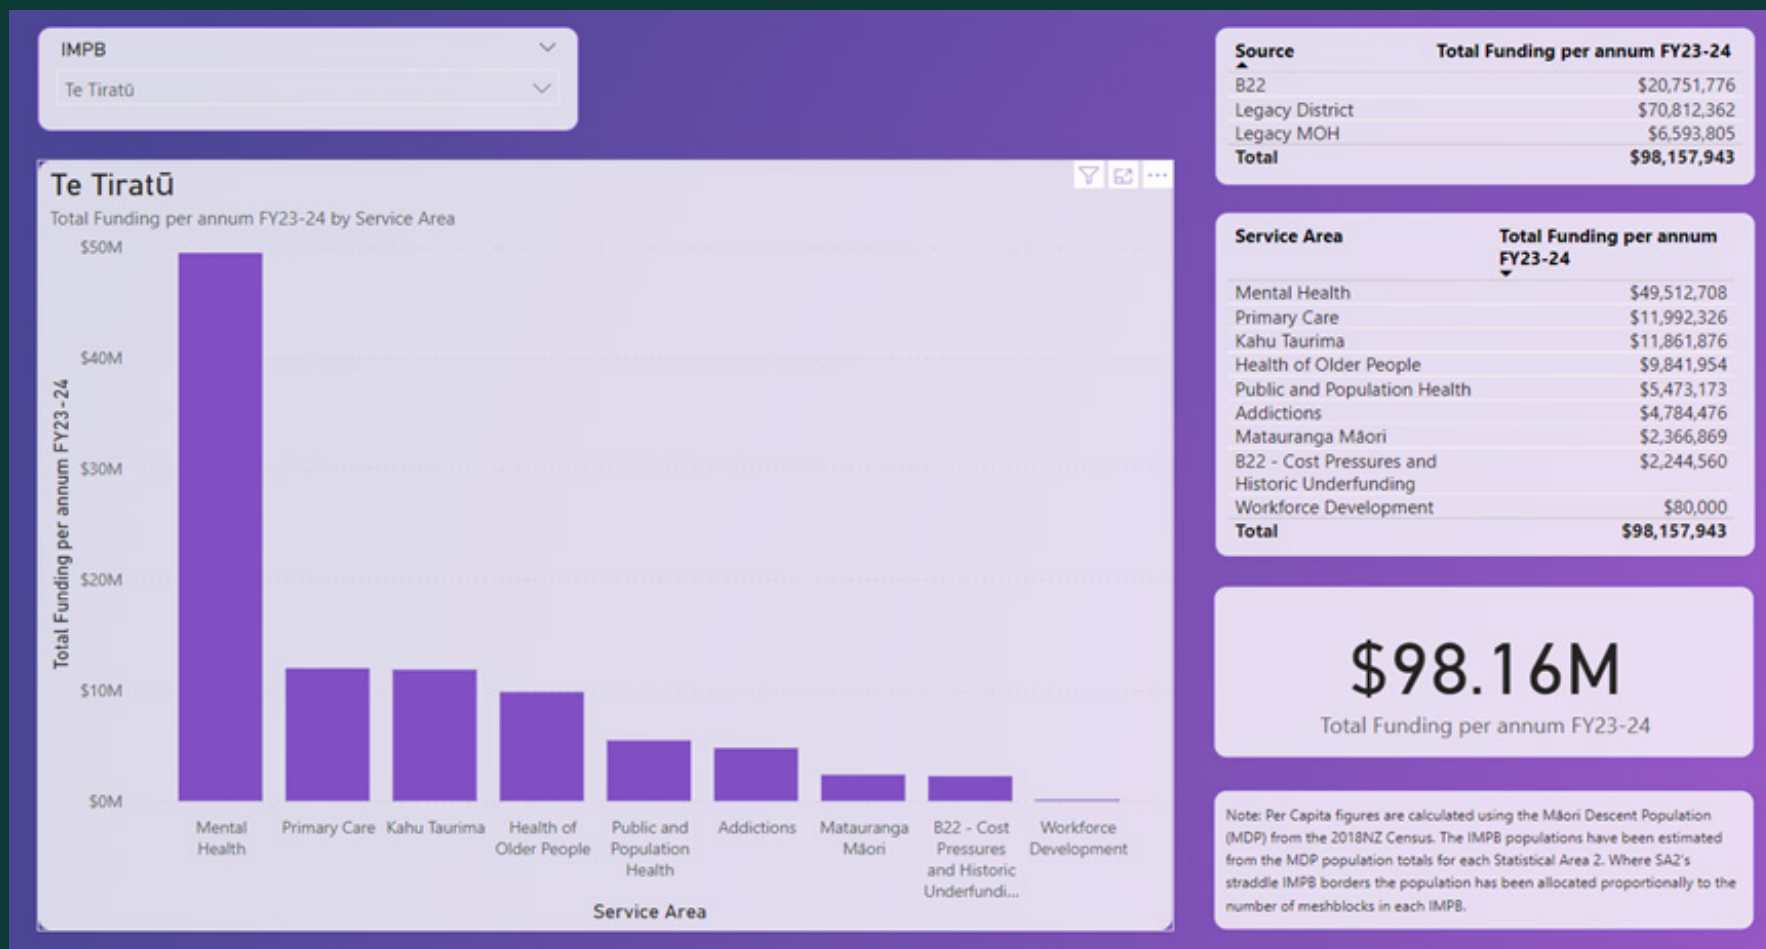 IMPB
Te Tiratū
Te Tiratū
Total Funding per annum FY23-24 by Service Area
Total Funding per annum FY23-24
$50M
$40M
$30M
$20M
$10M
$0M
Mental
Health
Primary Care
Kahu Taurima
Health of
Older People
Public and
Population
Health
Addictions
Matauranga
Māori
B22 - Cost
Pressures
and Historic
Underfundi...
Workforce
Development
Service Area
Source Total Funding per annum FY23-24
B22 $20,751,776
Legacy District $70,812,362
Legacy MOH $6,593,805
Total $98,157,943
Service Area Total Funding per annum
FY23-24
Mental Health $49,512,708
Primary Care $11,992,326
Kahu Taurima $11,861,876
Health of Older People $9,841,954
Public and Population Health $5,473,173
Addictions $4,784,476
Matauranga Māori $2,366,869
B22 - Cost Pressures and $2,244,560
Historic Underfunding
Workforce Development $80,000
Total $98,157,943
$98.16M
Total Funding per annum FY23-24
Note: Per Capita figures are calculated using the Māori Descent Population
(MDP) from the 2018NZ Census. The IMPB populations have been estimated
from the MDP population totals for each Statistical Area 2. Where SA2's
straddle IMPB borders the population has been allocated proportionally to the
number of meshblocks in each IMPB.